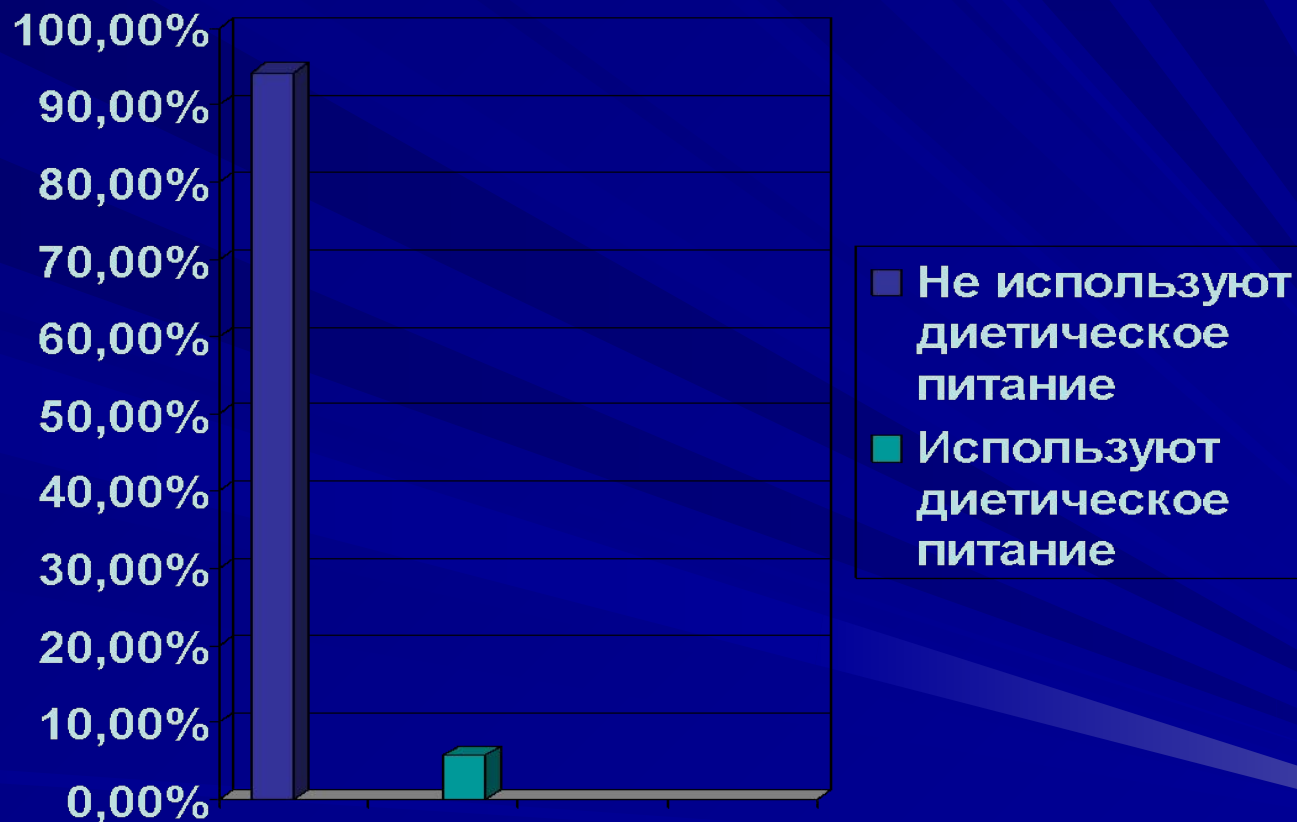 100,00%
90,00%
80,00%
70,00%
60,00%
50,00%
40,00%
30,00%
20,00%
10,00%
0,00%
Не используют
диетическое
питание
Используют
диетическое
питание